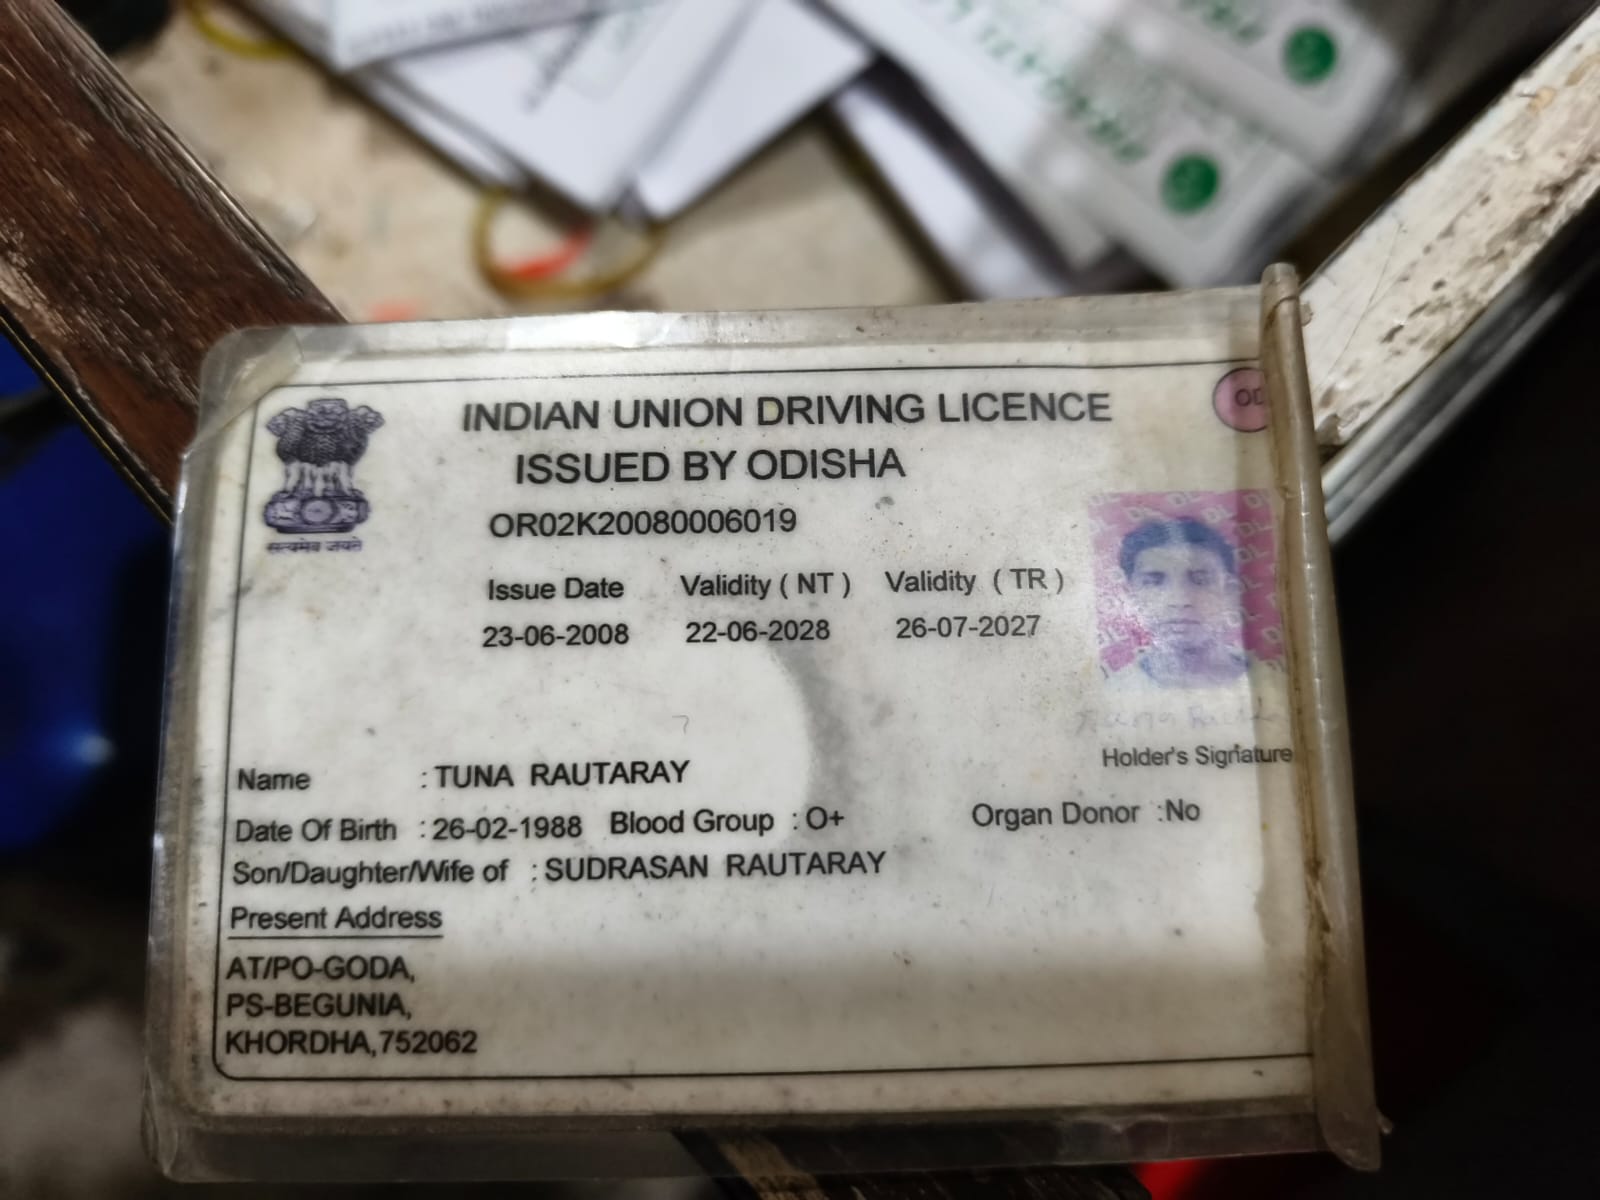 INDIAN UNION DRIVING LICENCE
ISSUED BY ODISHA
OR02K20080006019
Issue Date Validity ( NT ) Validity ( TR )
23-06-2008 22-06-2028 26-07-2027
सत्यमेव जयते
Holder's Signature
Name : TUNA RAUTARAY
Date Of Birth : 26-02-1988 Blood Group : O+ Organ Donor :No
Son/Daughter/Wife of : SUDRASAN RAUTARAY
Present Address
AT/PO-GODA,
PS-BEGUNIA,
KHORDHA,752062